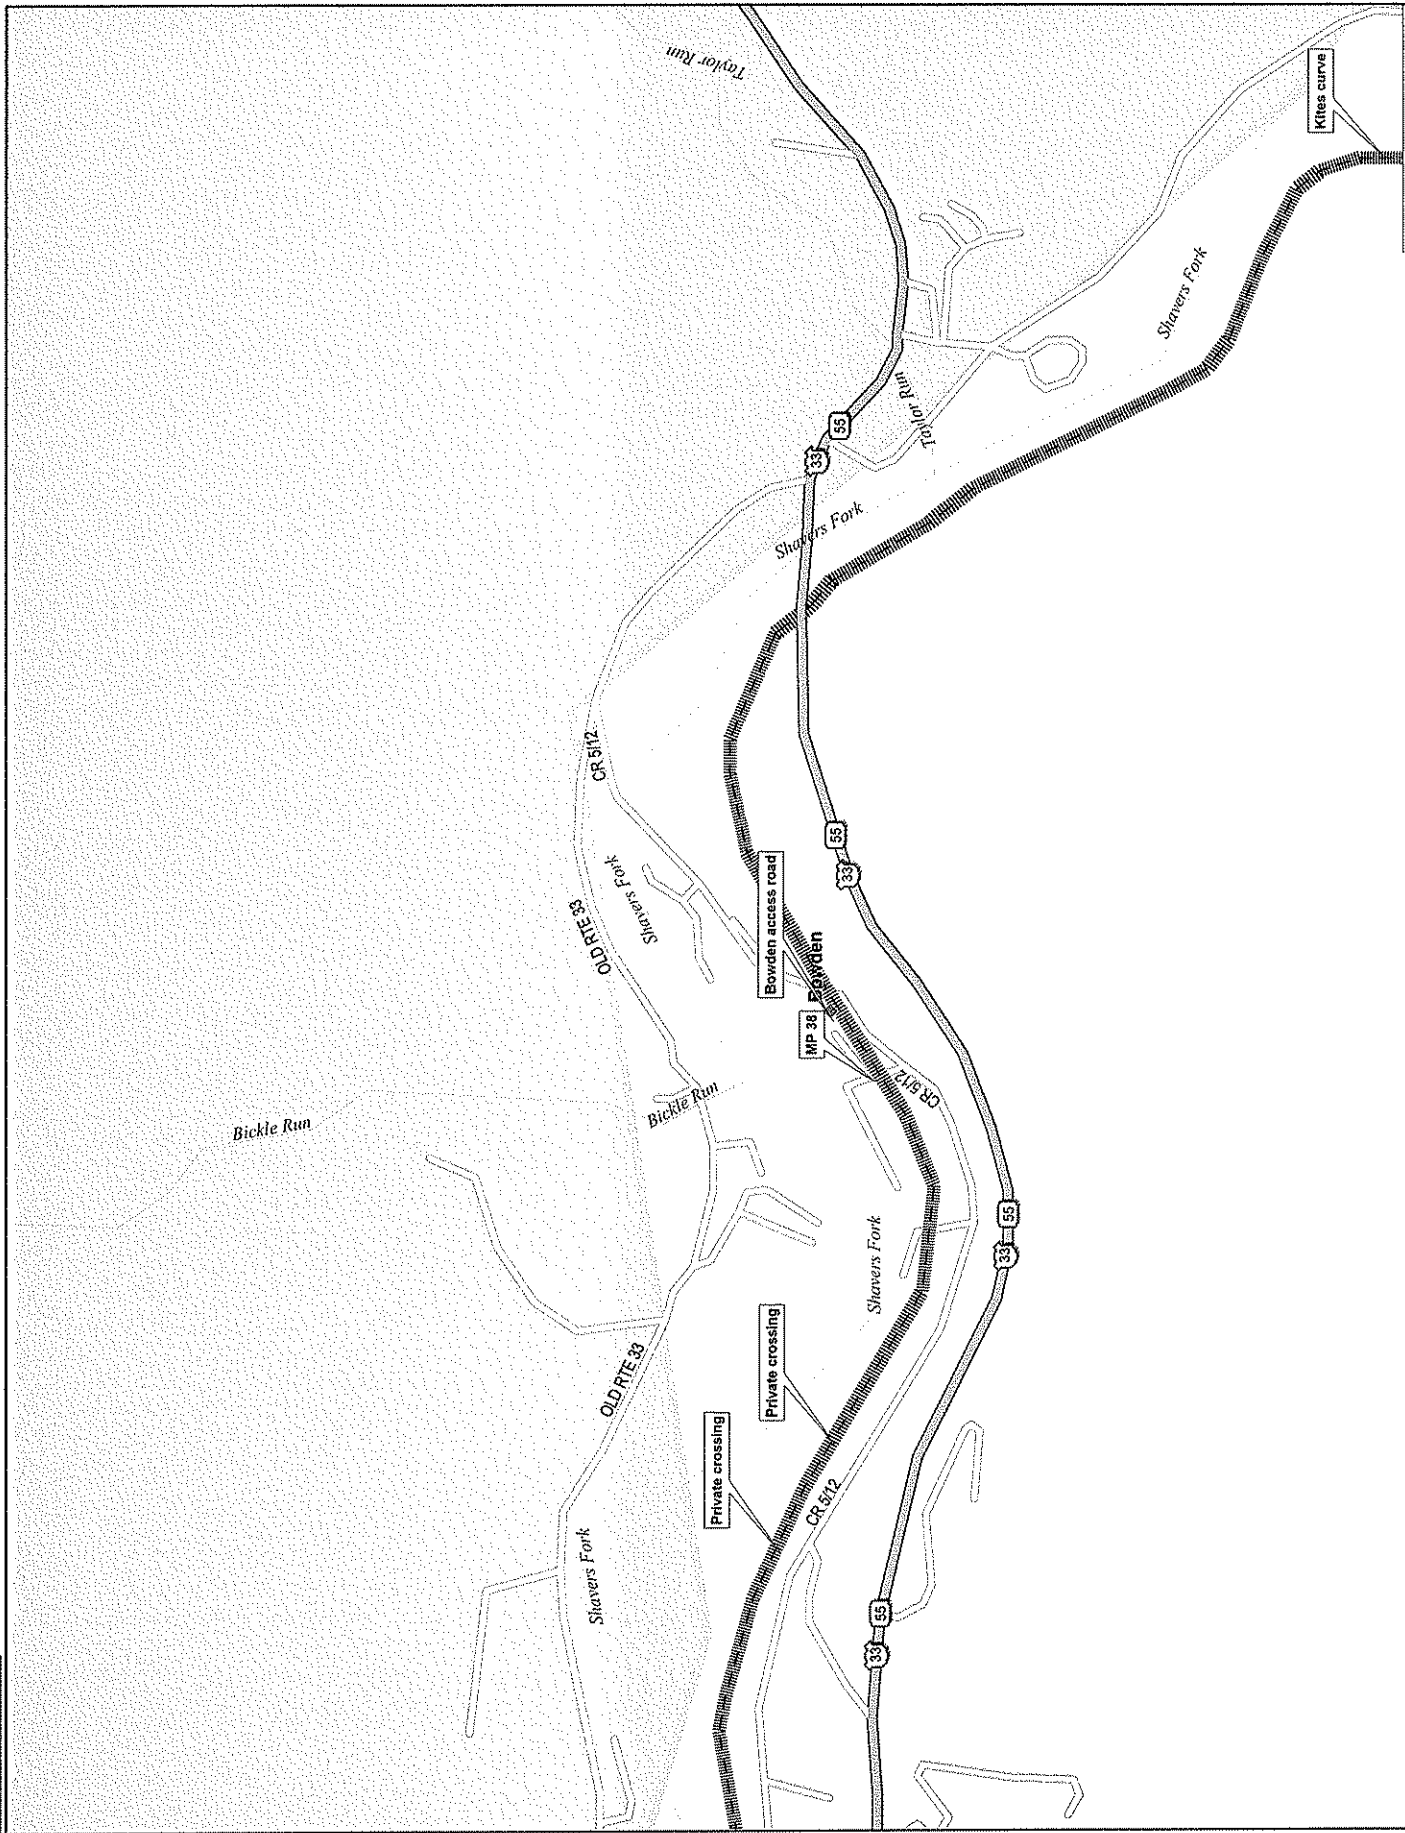 Taylor Run
Kites curve
Shavers Fork
Taylor Run
55
33
Shavers Fork
CR 5/12
55
33
Bowden access road
Bowden
MP 38
Shavers Fork
OLD RTE 33
CR 5/12
Bickle Run
Bickle Run
55
33
Shavers Fork
Private crossing
Private crossing
OLD RTE 33
CR 5/12
Shavers Fork
55
33